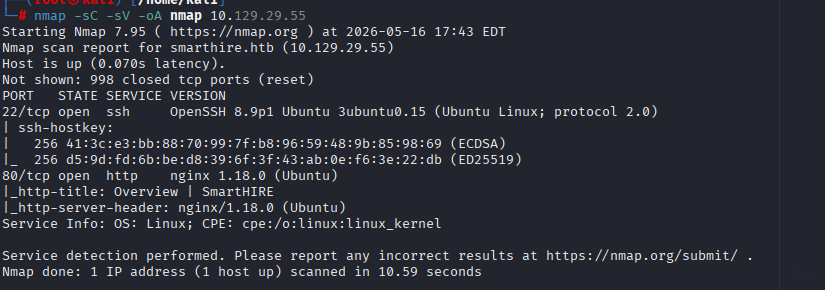 (root㉿kali)-[/home/kali]
# nmap -sC -sV -oA nmap 10.129.29.55
Starting Nmap 7.95 ( https://nmap.org ) at 2026-05-16 17:43 EDT
Nmap scan report for smarthire.htb (10.129.29.55)
Host is up (0.070s latency).
Not shown: 998 closed tcp ports (reset)
PORT   STATE SERVICE VERSION
22/tcp open  ssh     OpenSSH 8.9p1 Ubuntu 3ubuntu0.15 (Ubuntu Linux; protocol 2.0)
| ssh-hostkey:
|   256 41:3c:e3:bb:88:70:99:7f:b8:96:59:48:9b:85:98:69 (ECDSA)
|_  256 d5:9d:fd:6b:be:d8:39:6f:3f:43:ab:0e:f6:3e:22:db (ED25519)
80/tcp open  http    nginx 1.18.0 (Ubuntu)
|_http-title: Overview | SmartHIRE
|_http-server-header: nginx/1.18.0 (Ubuntu)
Service Info: OS: Linux; CPE: cpe:/o:linux:linux_kernel
Service detection performed. Please report any incorrect results at https://nmap.org/submit/ .
Nmap done: 1 IP address (1 host up) scanned in 10.59 seconds